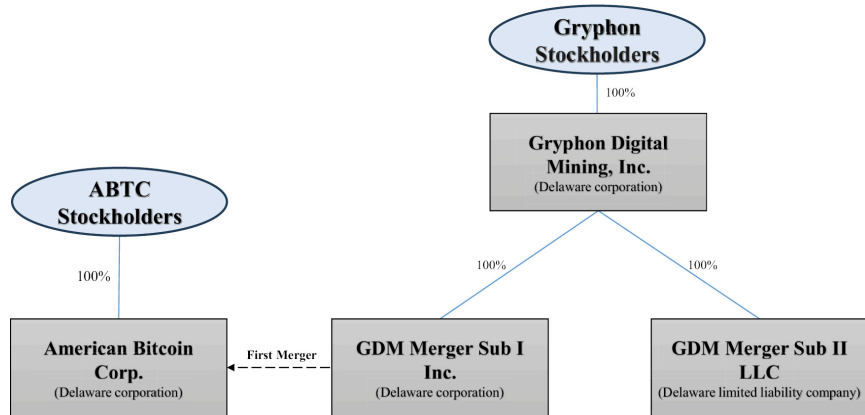 Gryphon
Stockholders
100%
Gryphon Digital
Mining, Inc.
(Delaware corporation)
ABTC
Stockholders
100%
100%
100%
American Bitcoin
Corp.
(Delaware corporation)
First Merger
GDM Merger Sub I
Inc.
(Delaware corporation)
GDM Merger Sub II
LLC
(Delaware limited liability company)